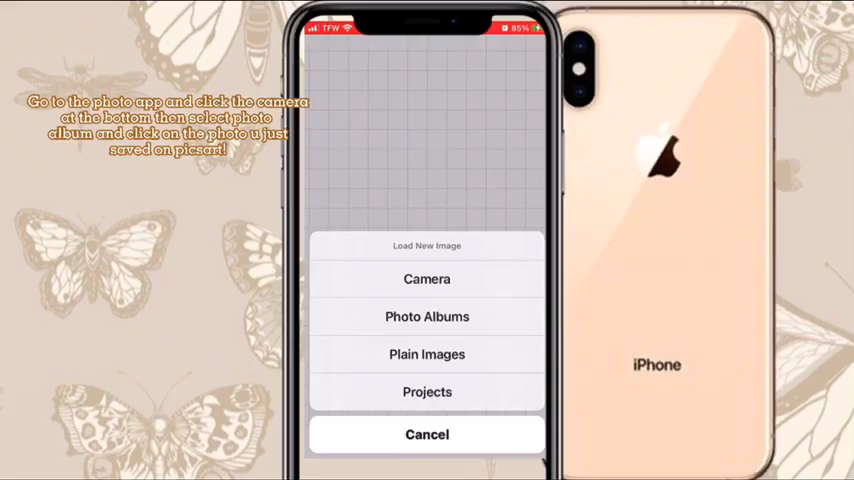 TFW
85%
Go to the photo app and click the camera
at the bottom then select photo
album and click on the photo u just
saved on picsart!
Load New Image
Camera
Photo Albums
Plain Images
Projects
Cancel
iPhone